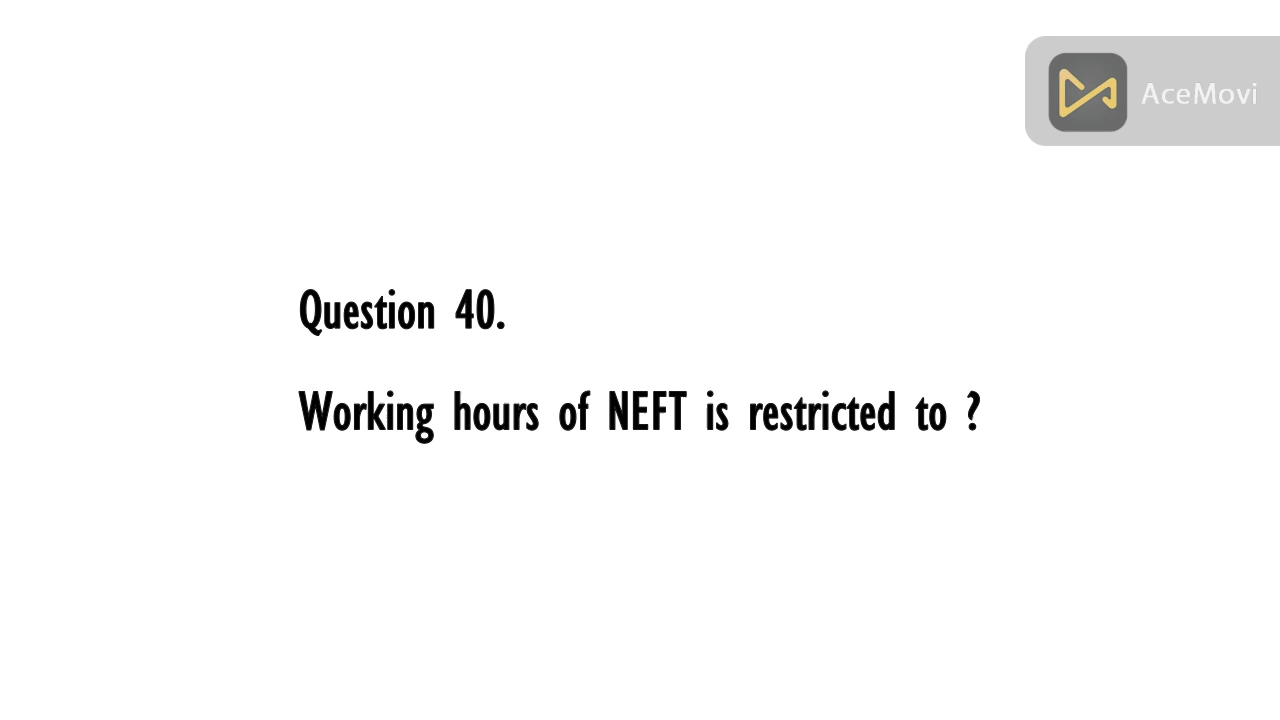 AceMovi
Question 40.
Working hours of NEFT is restricted to ?